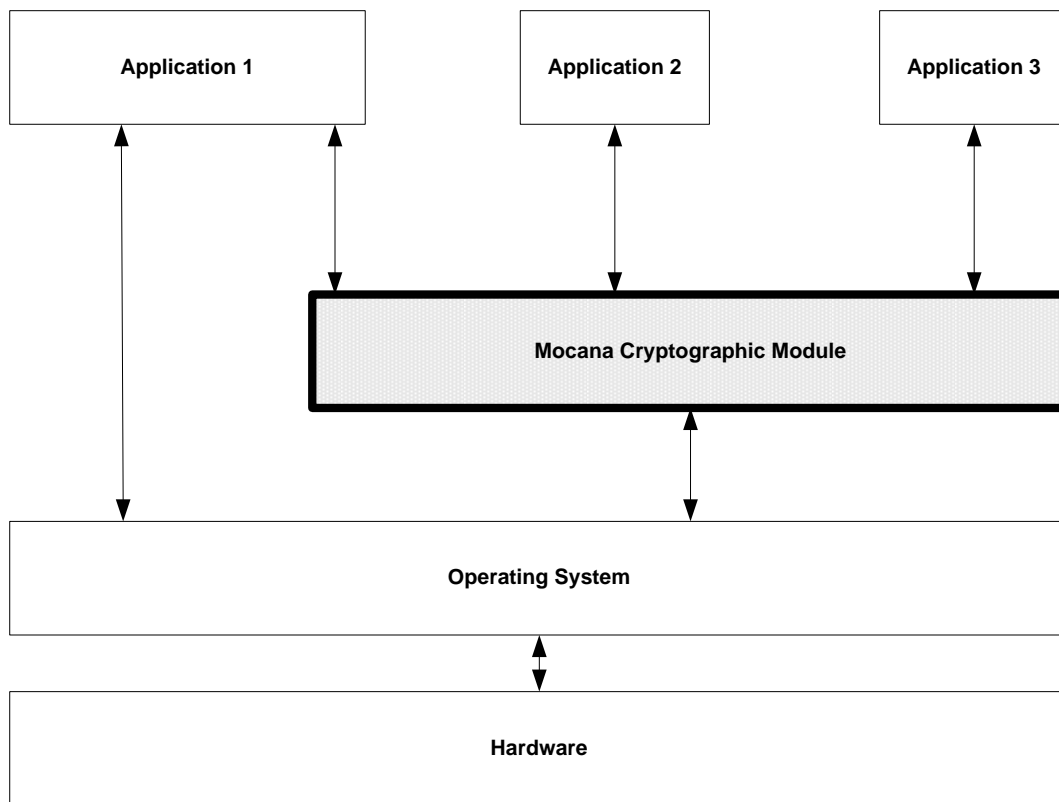 Application 1
Application 2
Application 3
Mocana Cryptographic Module
Operating System
Hardware